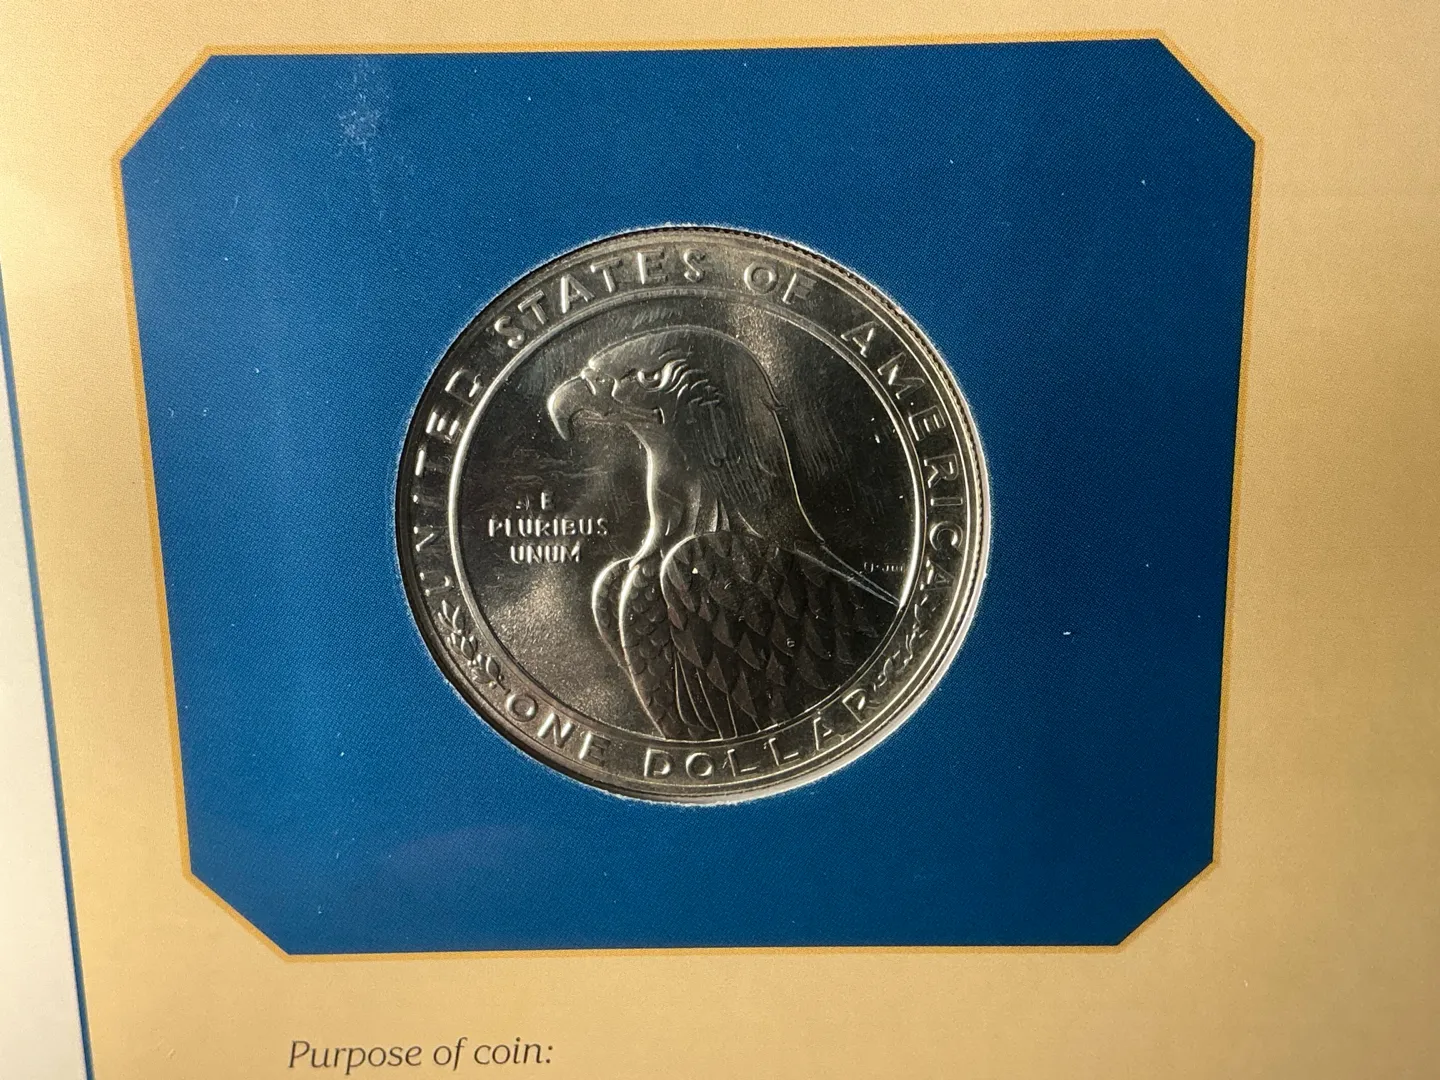 UNITED STATES OF AMERICA
E
PLURIBUS
UNUM
ONE DOLLAR
Purpose of coin: